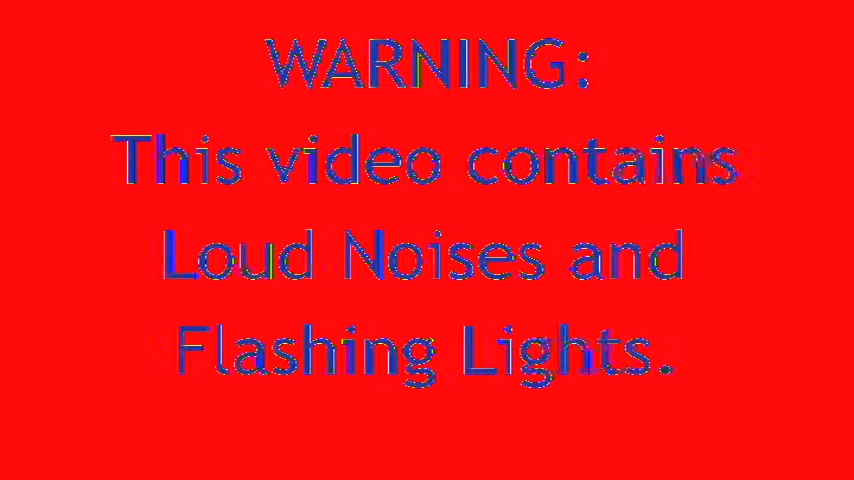 WARNING:
This video contains
Loud Noises and
Flashing Lights.